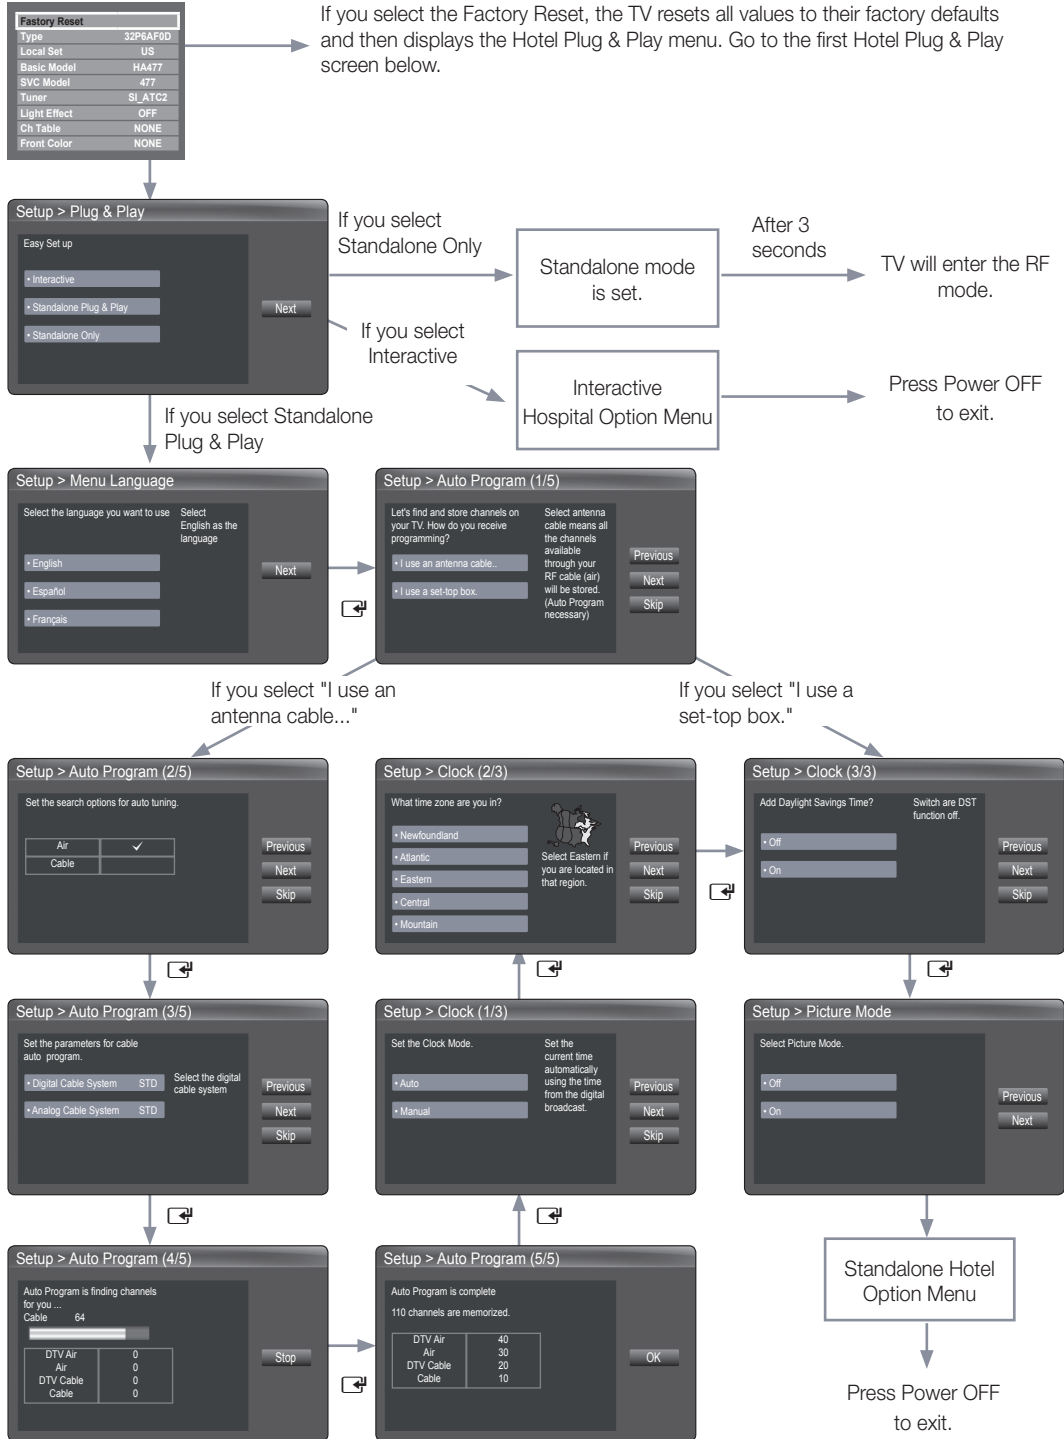 Fastory Reset
Type 32P6AF0D
Local Set US
Basic Model HA477
SVC Model 477
Tuner SI_ATC2
Light Effect OFF
Ch Table NONE
Front Color NONE
If you select the Factory Reset, the TV resets all values to their factory defaults
and then displays the Hotel Plug & Play menu. Go to the first Hotel Plug & Play
screen below.
Setup > Plug & Play
Easy Set up
• Interactive
• Standalone Plug & Play
• Standalone Only
Next
If you select
Standalone Only
Standalone mode
is set.
After 3
seconds
TV will enter the RF
mode.
If you select
Interactive
Interactive
Hospital Option Menu
Press Power OFF
to exit.
If you select Standalone
Plug & Play
Setup > Menu Language
Select the language you want to use
Select
English as the
language
• English
• Español
• Français
Next
Setup > Auto Program (1/5)
Let's find and store channels on
your TV. How do you receive
programming?
• I use an antenna cable..
• I use a set-top box.
Select antenna
cable means all
the channels
available
through your
RF cable (air)
will be stored.
(Auto Program
necessary)
Previous
Next
Skip
If you select "I use an
antenna cable..."
If you select "I use a
set-top box."
Setup > Auto Program (2/5)
Set the search options for auto tuning.
Air ✓
Cable
Previous
Next
Skip
Setup > Clock (2/3)
What time zone are you in?
• Newfoundland
• Atlantic
• Eastern
• Central
• Mountain
Select Eastern if
you are located in
that region.
Previous
Next
Skip
Setup > Clock (3/3)
Add Daylight Savings Time?
• Off
• On
Switch are DST
function off.
Previous
Next
Skip
Setup > Auto Program (3/5)
Set the parameters for cable
auto program.
• Digital Cable System STD
• Analog Cable System STD
Select the digital
cable system
Previous
Next
Skip
Setup > Clock (1/3)
Set the Clock Mode.
• Auto
• Manual
Set the
current time
automatically
using the time
from the digital
broadcast.
Previous
Next
Skip
Setup > Picture Mode
Select Picture Mode.
• Off
• On
Previous
Next
Setup > Auto Program (4/5)
Auto Program is finding channels
for you ...
Cable 64
DTV Air 0
Air 0
DTV Cable 0
Cable 0
Stop
Setup > Auto Program (5/5)
Auto Program is complete
110 channels are memorized.
DTV Air 40
Air 30
DTV Cable 20
Cable 10
OK
Standalone Hotel
Option Menu
Press Power OFF
to exit.